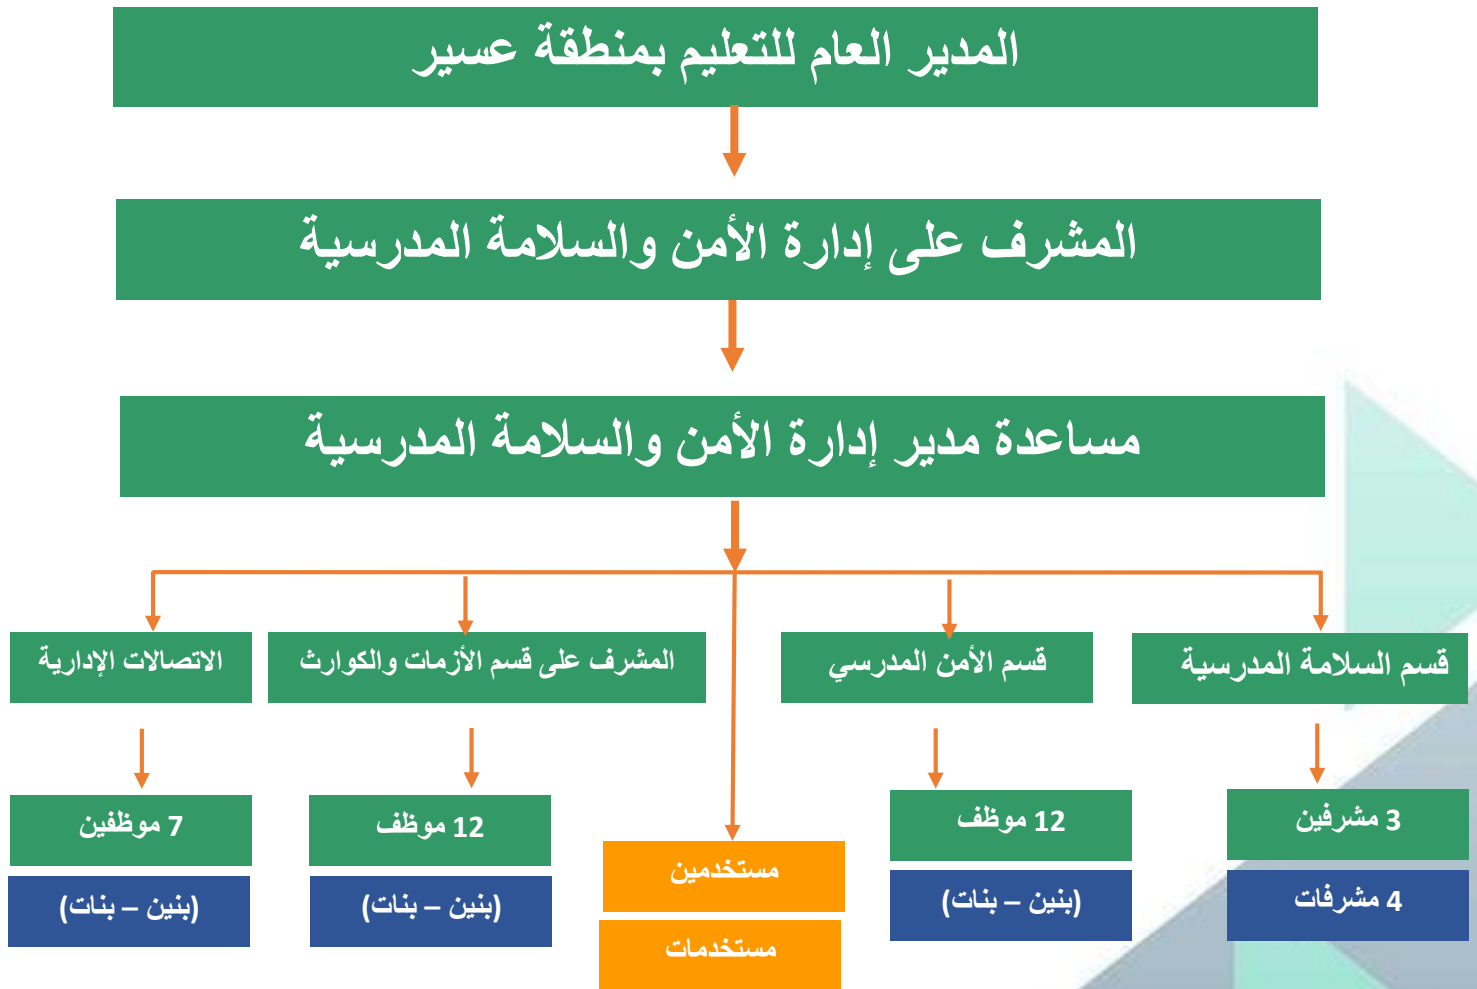 المدير العام للتعليم بمنطقة عسير
المشرف على إدارة الأمن والسلامة المدرسية
مساعدة مدير إدارة الأمن والسلامة المدرسية
قسم السلامة المدرسية
قسم الأمن المدرسي
المشرف على قسم الأزمات والكوارث
الاتصالات الإدارية
3 مشرفين
4 مشرفات
12 موظف
(بنين – بنات)
مستخدمين
مستخدمات
12 موظف
(بنين – بنات)
7 موظفين
(بنين – بنات)